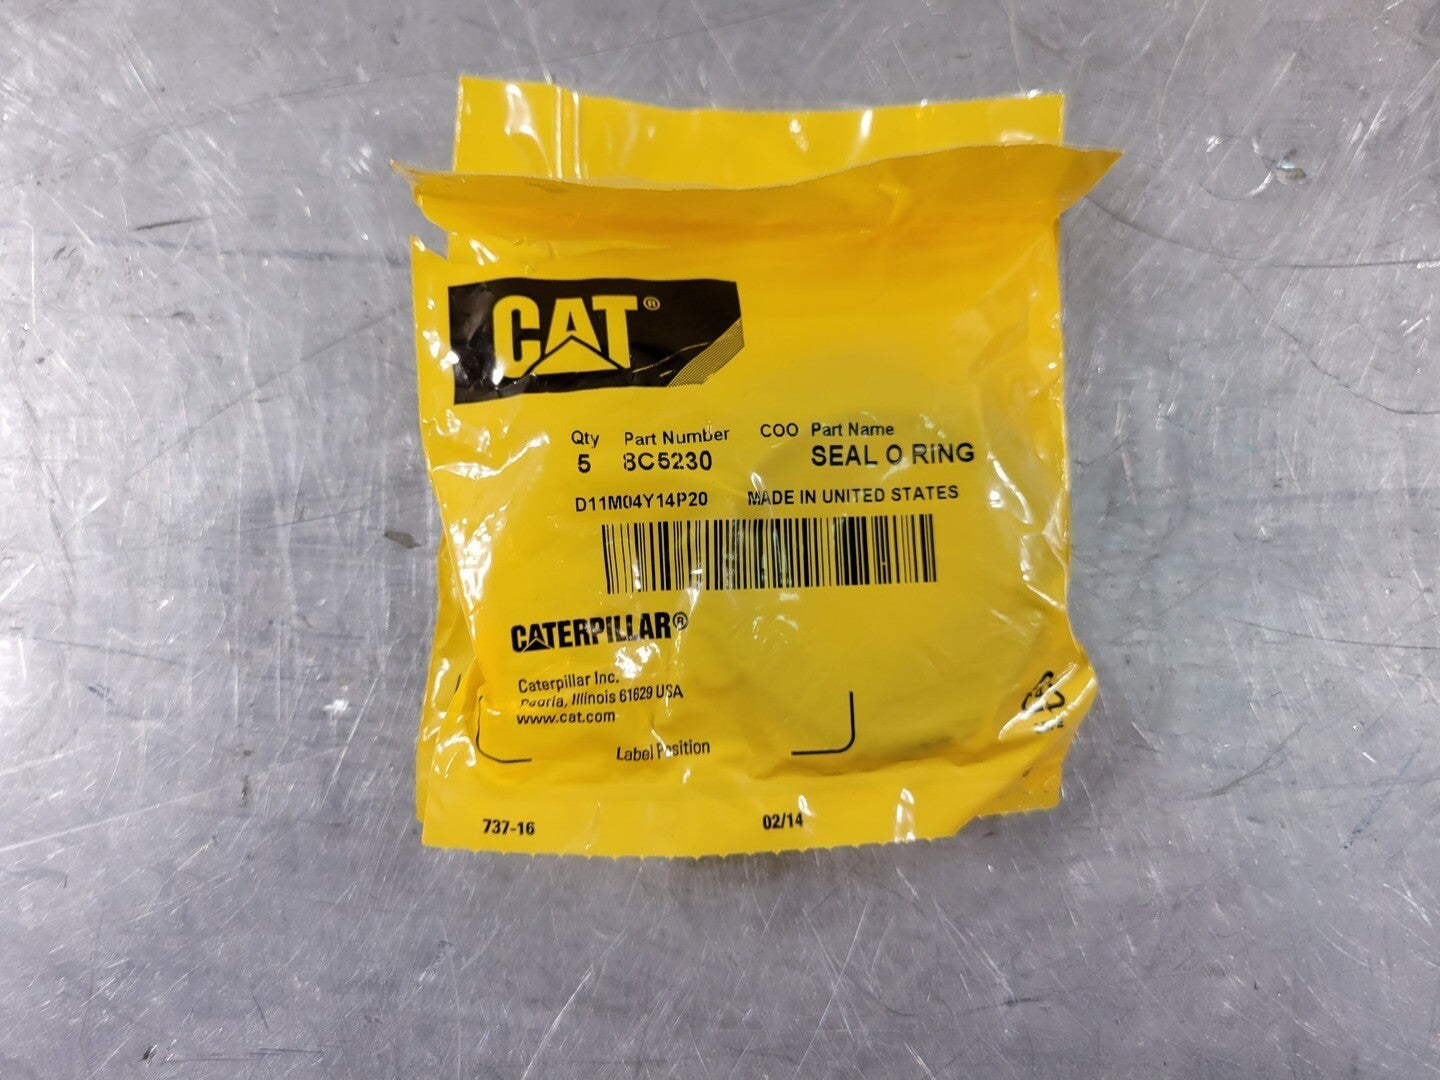 CAT®
Qty Part Number COO Part Name
5 8C5230 SEAL O RING
D11M04Y14P20 MADE IN UNITED STATES
CATERPILLAR®
Caterpillar Inc.
Peoria, Illinois 61629 USA
www.cat.com
Label Position
737-16 02/14